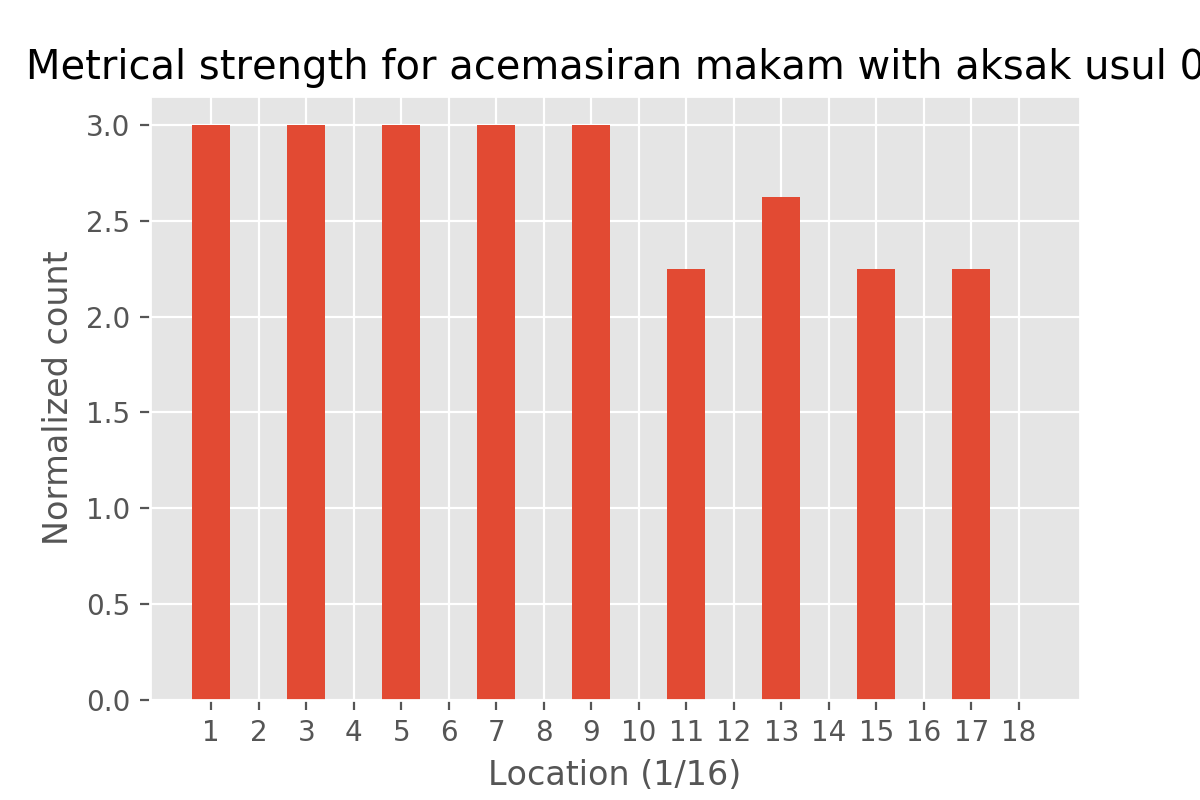 Metrical strength for acemasiran makam with aksak usul 0
3.0
2.5
2.0
1.5
1.0
0.5
0.0
Normalized count
1 2 3 4 5 6 7 8 9 10 11 12 13 14 15 16 17 18
Location (1/16)